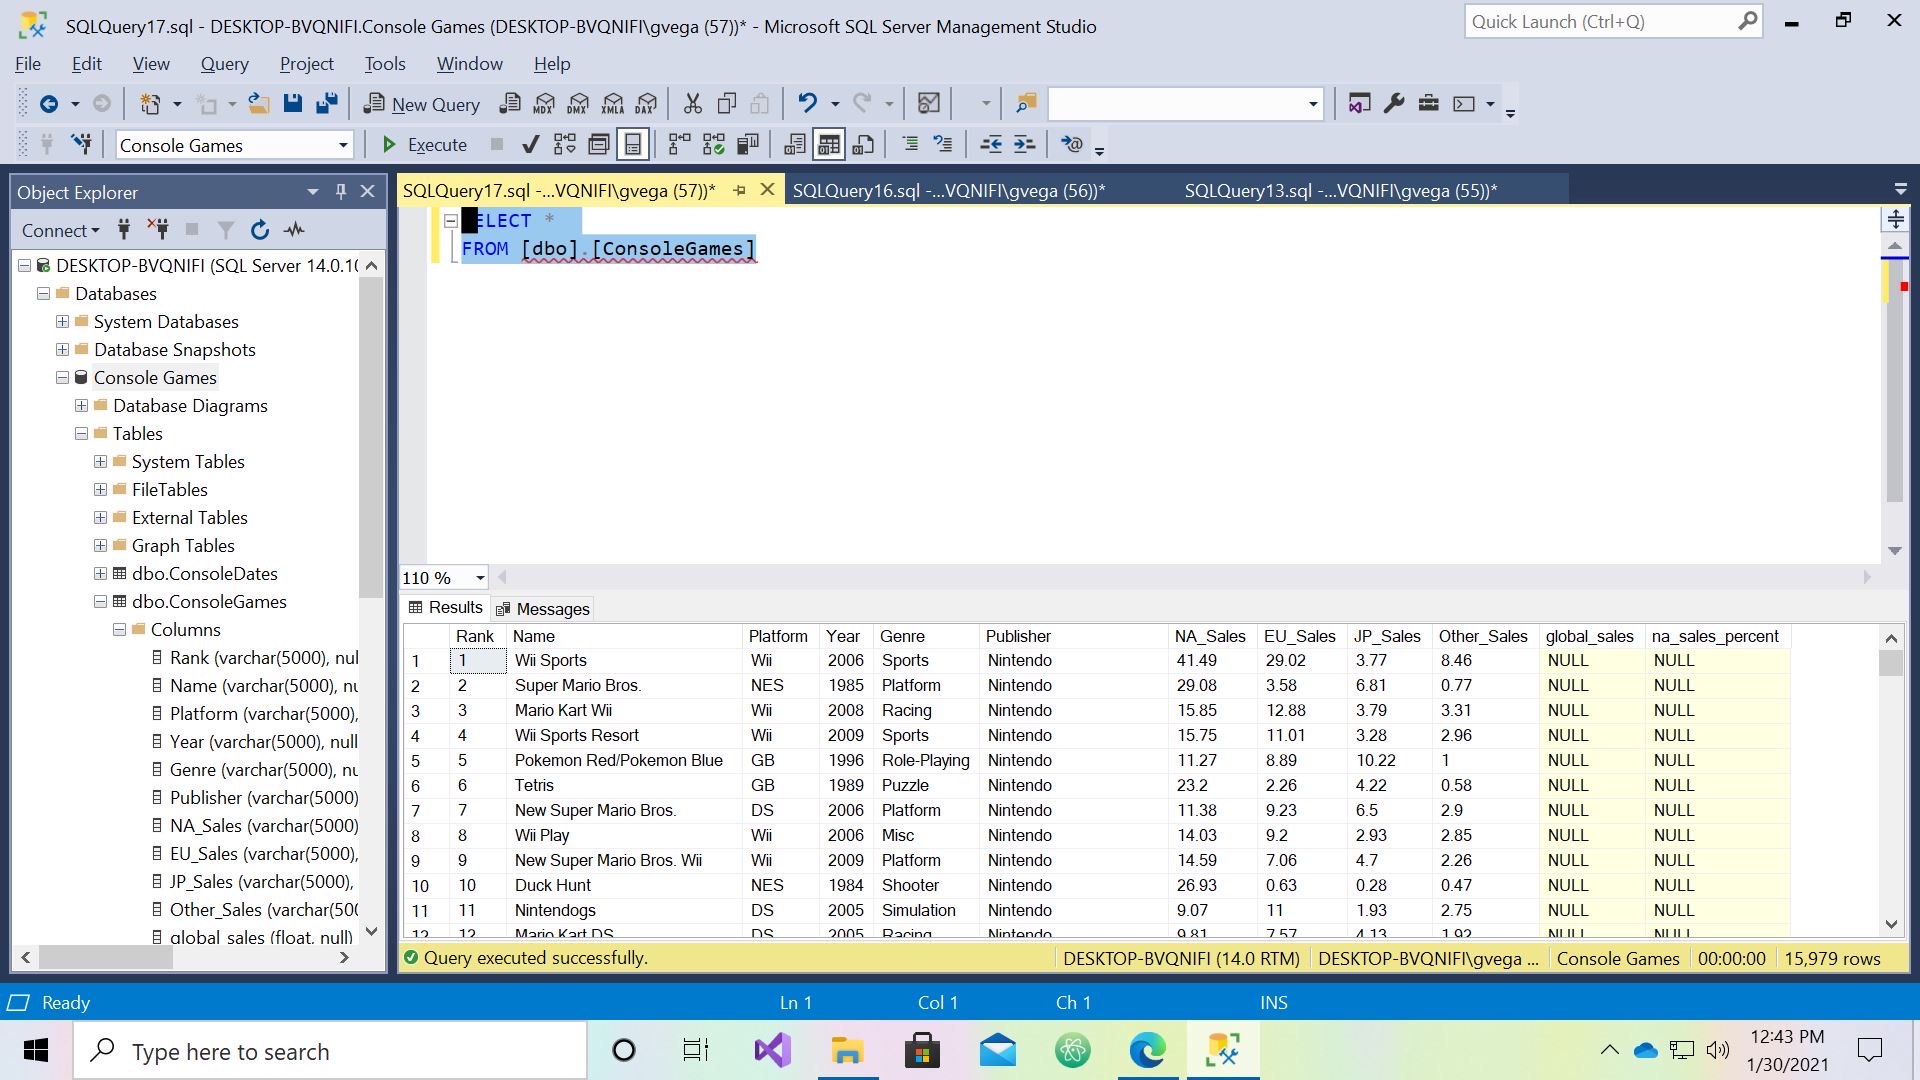 SQLQuery17.sql - DESKTOP-BVQNIFI.Console Games (DESKTOP-BVQNIFI\gvega (57))* - Microsoft SQL Server Management Studio
Quick Launch (Ctrl+Q)
File Edit View Query Project Tools Window Help
New Query MDX DMX XMLA DAX
Console Games Execute
Object Explorer
SQLQuery17.sql -...VQNIFI\gvega (57))* SQLQuery16.sql -...VQNIFI\gvega (56))* SQLQuery13.sql -...VQNIFI\gvega (55))*
Connect
ELECT *
FROM [dbo].[ConsoleGames]
DESKTOP-BVQNIFI (SQL Server 14.0.10
Databases
System Databases
Database Snapshots
Console Games
Database Diagrams
Tables
System Tables
FileTables
External Tables
Graph Tables
dbo.ConsoleDates
dbo.ConsoleGames
Columns
Rank (varchar(5000), nul
Name (varchar(5000), nu
Platform (varchar(5000),
Year (varchar(5000), null
Genre (varchar(5000), nu
Publisher (varchar(5000)
NA_Sales (varchar(5000)
EU_Sales (varchar(5000),
JP_Sales (varchar(5000),
Other_Sales (varchar(500
global_sales (float, null)
110 %
Results Messages
Rank Name Platform Year Genre Publisher NA_Sales EU_Sales JP_Sales Other_Sales global_sales na_sales_percent
1 1 Wii Sports Wii 2006 Sports Nintendo 41.49 29.02 3.77 8.46 NULL NULL
2 2 Super Mario Bros. NES 1985 Platform Nintendo 29.08 3.58 6.81 0.77 NULL NULL
3 3 Mario Kart Wii Wii 2008 Racing Nintendo 15.85 12.88 3.79 3.31 NULL NULL
4 4 Wii Sports Resort Wii 2009 Sports Nintendo 15.75 11.01 3.28 2.96 NULL NULL
5 5 Pokemon Red/Pokemon Blue GB 1996 Role-Playing Nintendo 11.27 8.89 10.22 1 NULL NULL
6 6 Tetris GB 1989 Puzzle Nintendo 23.2 2.26 4.22 0.58 NULL NULL
7 7 New Super Mario Bros. DS 2006 Platform Nintendo 11.38 9.23 6.5 2.9 NULL NULL
8 8 Wii Play Wii 2006 Misc Nintendo 14.03 9.2 2.93 2.85 NULL NULL
9 9 New Super Mario Bros. Wii Wii 2009 Platform Nintendo 14.59 7.06 4.7 2.26 NULL NULL
10 10 Duck Hunt NES 1984 Shooter Nintendo 26.93 0.63 0.28 0.47 NULL NULL
11 11 Nintendogs DS 2005 Simulation Nintendo 9.07 11 1.93 2.75 NULL NULL
12 12 Mario Kart DS DS 2005 Racing Nintendo 9.81 7.57 4.13 1.92 NULL NULL
Query executed successfully. DESKTOP-BVQNIFI (14.0 RTM) DESKTOP-BVQNIFI\gvega ... Console Games 00:00:00 15,979 rows
Ready Ln 1 Col 1 Ch 1 INS
Type here to search
12:43 PM
1/30/2021